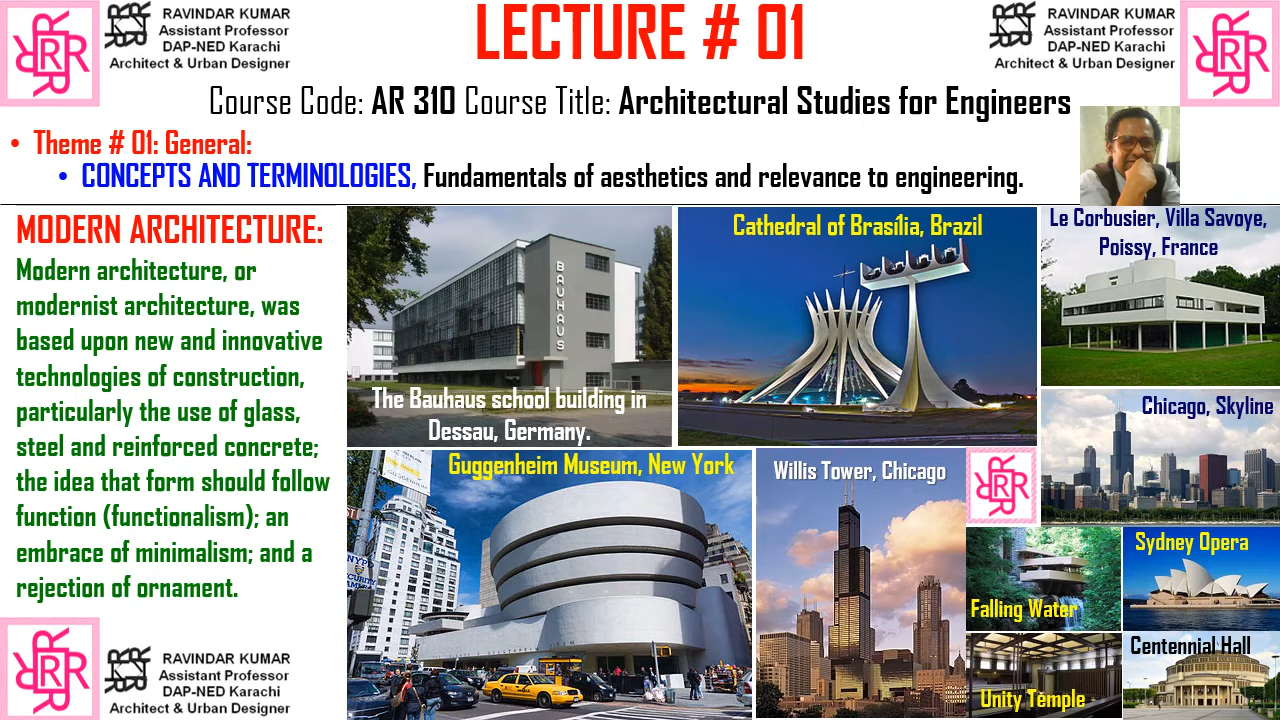 RAVINDAR KUMAR
Assistant Professor
DAP-NED Karachi
Architect & Urban Designer
LECTURE # 01
RAVINDAR KUMAR
Assistant Professor
DAP-NED Karachi
Architect & Urban Designer
Course Code: AR 310 Course Title: Architectural Studies for Engineers
• Theme # 01: General:
• CONCEPTS AND TERMINOLOGIES, Fundamentals of aesthetics and relevance to engineering.
MODERN ARCHITECTURE:
Modern architecture, or
modernist architecture, was
based upon new and innovative
technologies of construction,
particularly the use of glass,
steel and reinforced concrete;
the idea that form should follow
function (functionalism); an
embrace of minimalism; and a
rejection of ornament.
BAUHAUS
The Bauhaus school building in
Dessau, Germany.
Cathedral of Brasília, Brazil
Le Corbusier, Villa Savoye,
Poissy, France
Chicago, Skyline
Guggenheim Museum, New York
NYPD
SECURITY
Willis Tower, Chicago
Falling Water
Sydney Opera
Unity Temple
Centennial Hall
RAVINDAR KUMAR
Assistant Professor
DAP-NED Karachi
Architect & Urban Designer